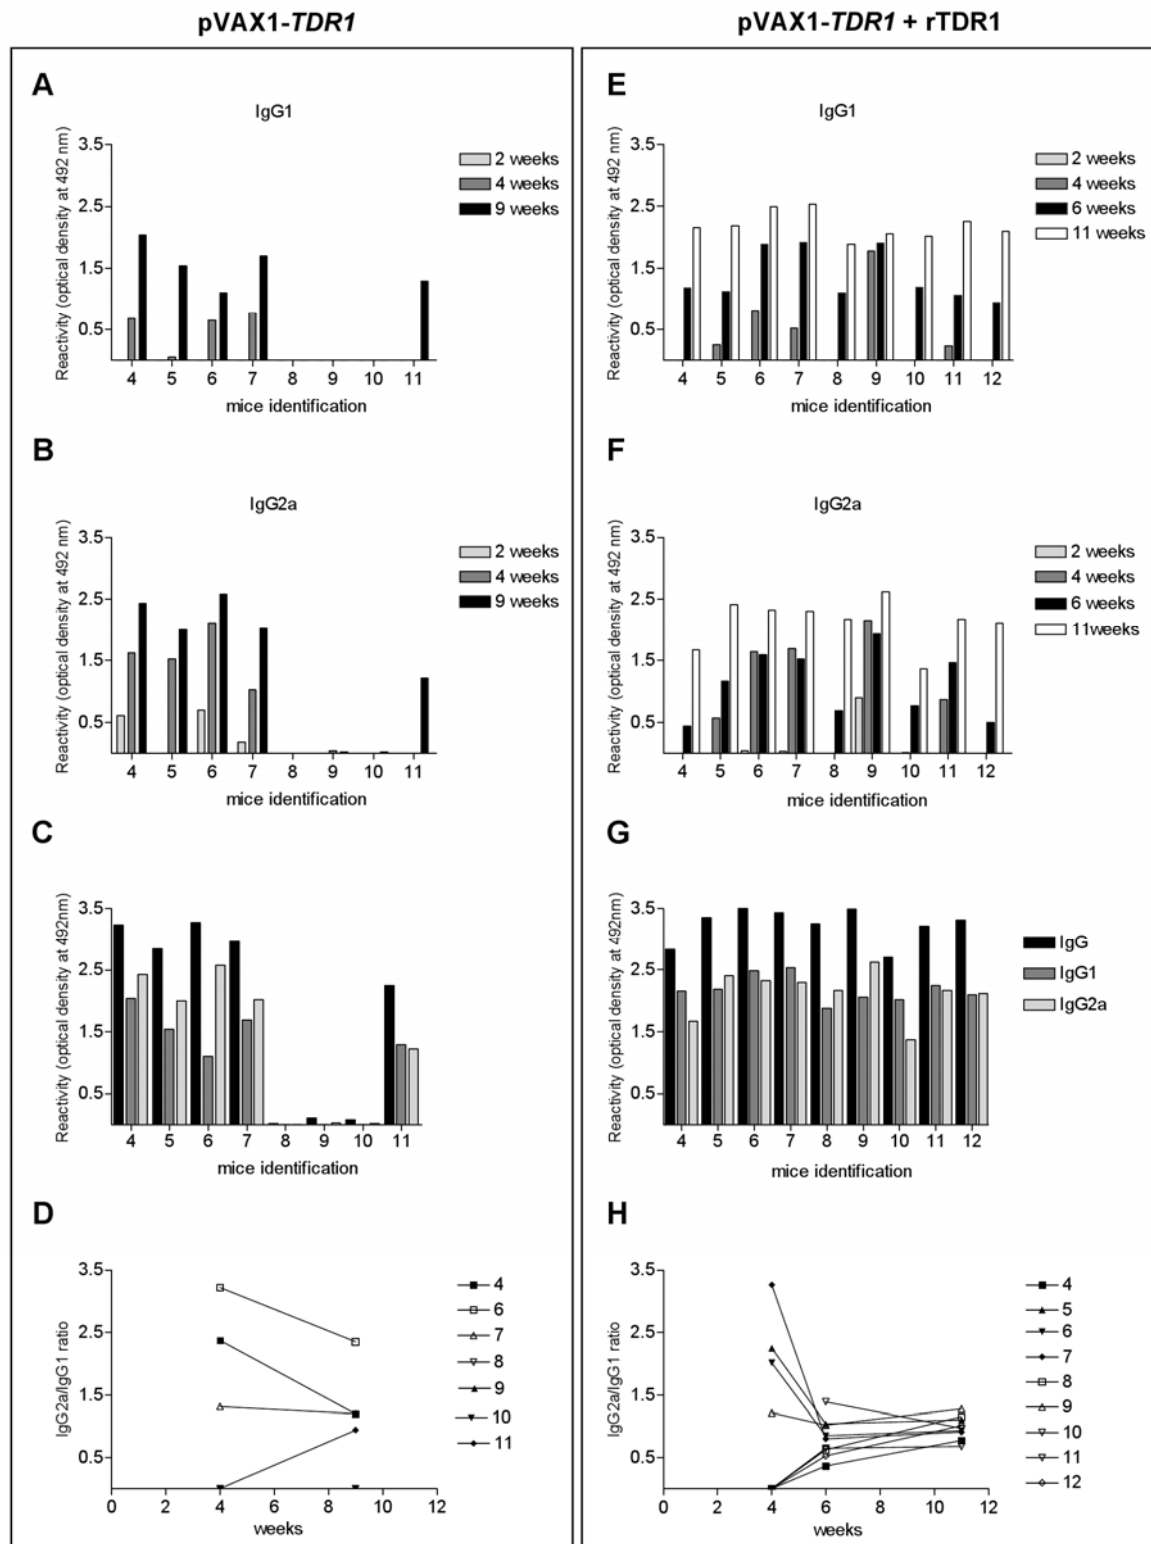 pVAX1-TDR1
pVAX1-TDR1 + rTDR1
A
IgG1
Reactivity (optical density at 492 nm)
3.5
2.5
1.5
0.5
4 5 6 7 8 9 10 11
mice identification
2 weeks
4 weeks
9 weeks
B
IgG2a
Reactivity (optical density at 492 nm)
3.5
2.5
1.5
0.5
4 5 6 7 8 9 10 11
mice identification
2 weeks
4 weeks
9 weeks
C
Reactivity (optical density at 492nm)
3.5
2.5
1.5
0.5
4 5 6 7 8 9 10 11
mice identification
D
IgG2a/IgG1 ratio
3.5
2.5
1.5
0.5
0 2 4 6 8 10 12
weeks
4
6
7
8
9
10
11
E
IgG1
Reactivity (optical density at 492 nm)
3.5
2.5
1.5
0.5
4 5 6 7 8 9 10 11 12
mice identification
2 weeks
4 weeks
6 weeks
11 weeks
F
IgG2a
Reactivity (optical density at 492 nm)
3.5
2.5
1.5
0.5
4 5 6 7 8 9 10 11 12
mice identification
2 weeks
4 weeks
6 weeks
11weeks
G
Reactivity (optical density at 492nm)
3.5
2.5
1.5
0.5
4 5 6 7 8 9 10 11 12
mice identification
IgG
IgG1
IgG2a
H
IgG2a/IgG1 ratio
3.5
2.5
1.5
0.5
0 2 4 6 8 10 12
weeks
4
5
6
7
8
9
10
11
12